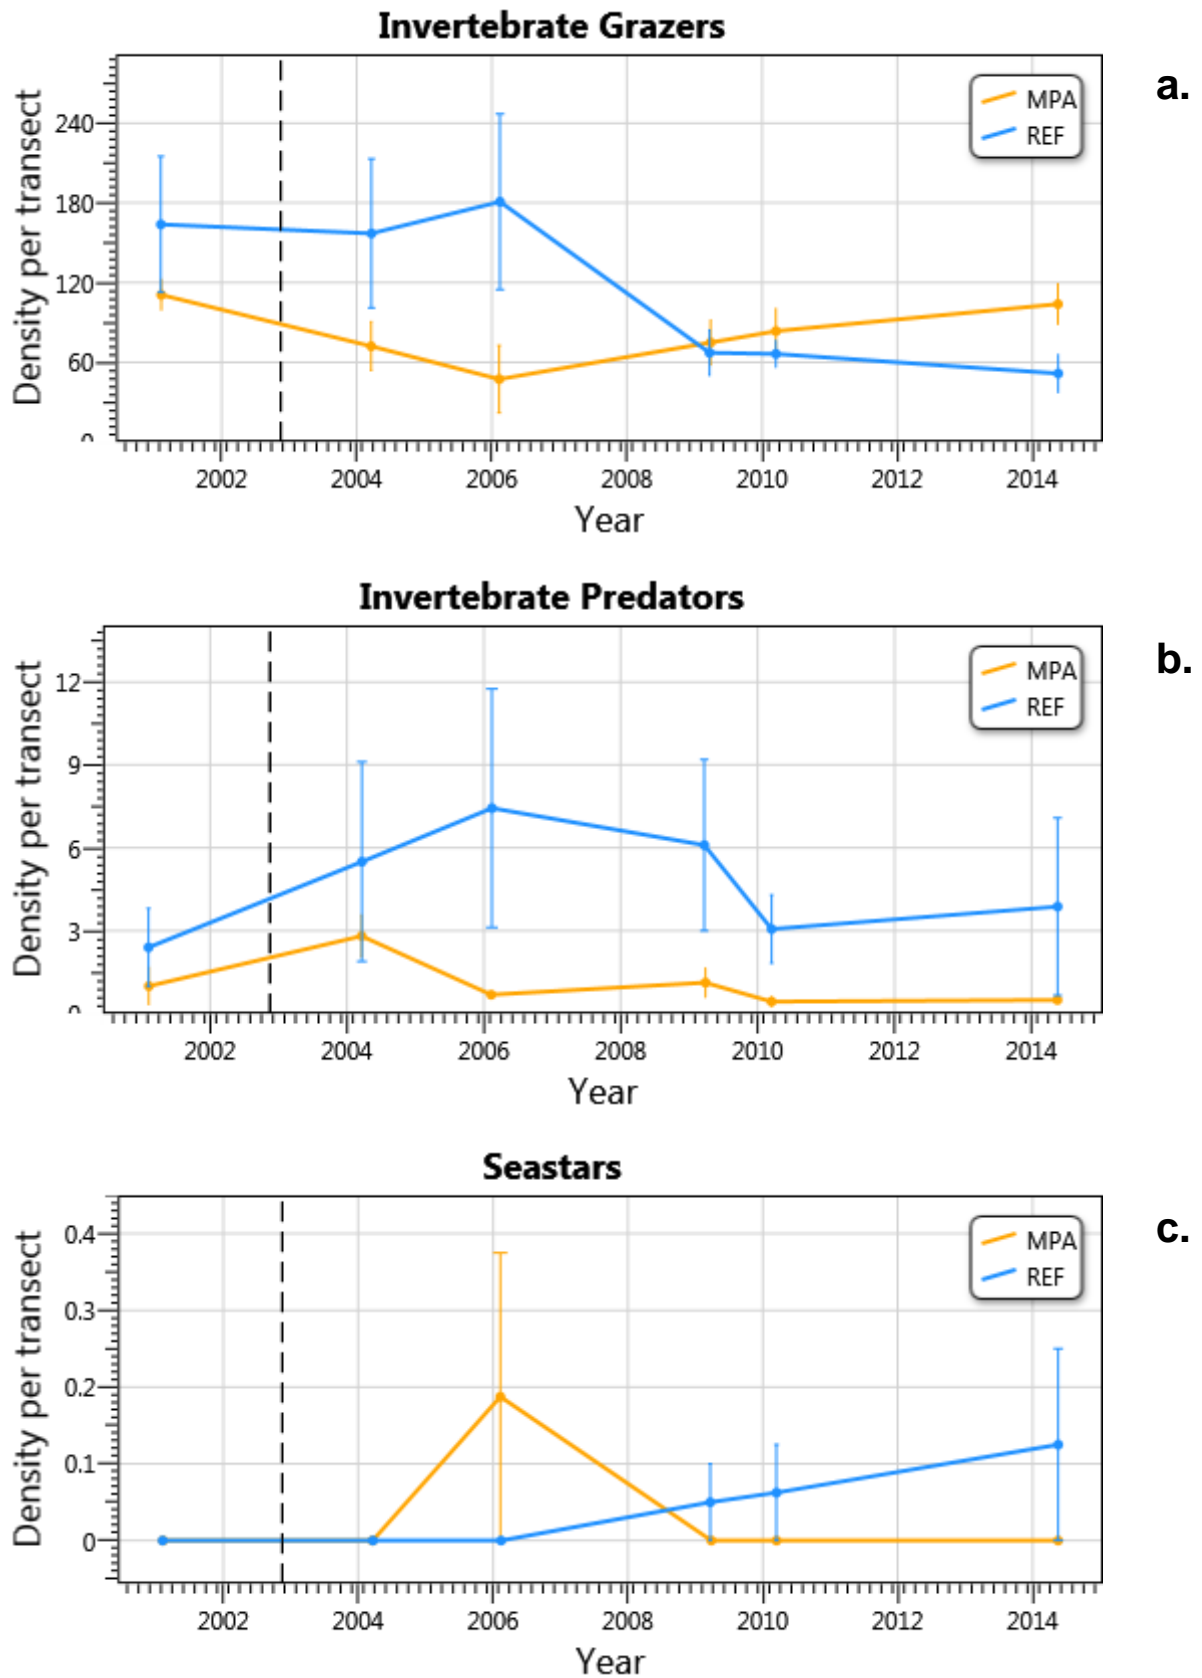 Invertebrate Grazers
a.
MPA
REF
Density per transect
240
180
120
60
0
2002 2004 2006 2008 2010 2012 2014
Year
Invertebrate Predators
b.
MPA
REF
Density per transect
12
9
6
3
0
2002 2004 2006 2008 2010 2012 2014
Year
Seastars
c.
MPA
REF
Density per transect
0.4
0.3
0.2
0.1
0
2002 2004 2006 2008 2010 2012 2014
Year